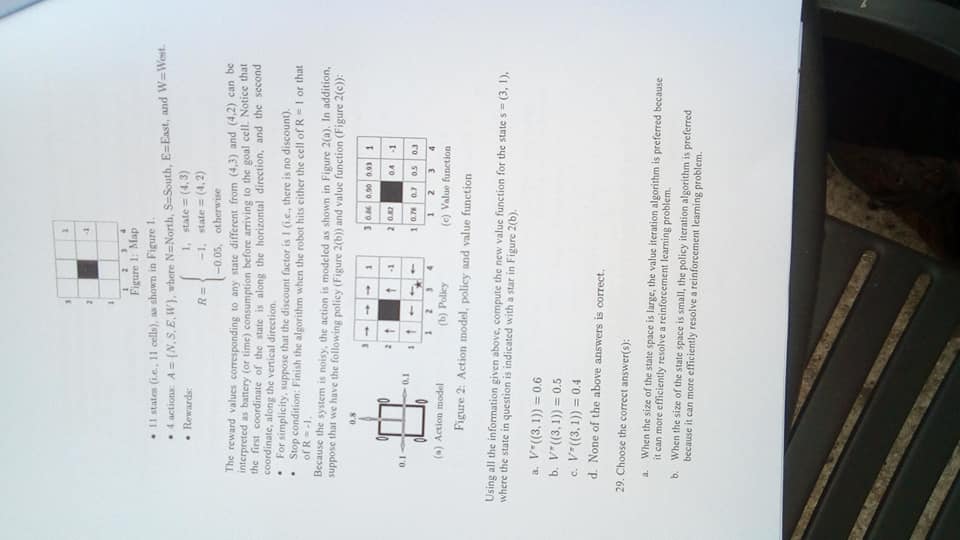 3
1
2
-1
1
1 2 3 4
Figure 1: Map
• 11 states (i.e., 11 cells), as shown in Figure 1.
• 4 actions: A = {N, S, E, W}, where N=North, S=South, E=East, and W=West.
• Rewards:
R = { 1, state = (4, 3)
−1, state = (4, 2)
−0.05, otherwise
The reward values corresponding to any state different from (4,3) and (4,2) can be
interpreted as battery (or time) consumption before arriving to the goal cell. Notice that
the first coordinate of the state is along the horizontal direction, and the second
coordinate, along the vertical direction.
• For simplicity, suppose that the discount factor is 1 (i.e., there is no discount).
• Stop condition: Finish the algorithm when the robot hits either the cell of R = 1 or that
of R = -1.
Because the system is noisy, the action is modeled as shown in Figure 2(a). In addition,
suppose that we have the following policy (Figure 2(b)) and value function (Figure 2(c)):
0.8
0.1 0.1
(a) Action model
3 → → → 1
2 ↑ ↑ -1
1 ↑ ← ← ←
★
1 2 3 4
(b) Policy
3 0.86 0.90 0.93 1
2 0.82 0.4 -1
1 0.78 0.7 0.5 0.3
1 2 3 4
(c) Value function
Figure 2: Action model, policy and value function
Using all the information given above, compute the new value function for the state s = (3, 1),
where the state in question is indicated with a star in Figure 2(b).
a. Vπ((3, 1)) = 0.6
b. Vπ((3, 1)) = 0.5
c. Vπ((3, 1)) = 0.4
d. None of the above answers is correct.
29. Choose the correct answer(s):
a. When the size of the state space is large, the value iteration algorithm is preferred because
it can more efficiently resolve a reinforcement learning problem.
b. When the size of the state space is small, the policy iteration algorithm is preferred
because it can more efficiently resolve a reinforcement learning problem.